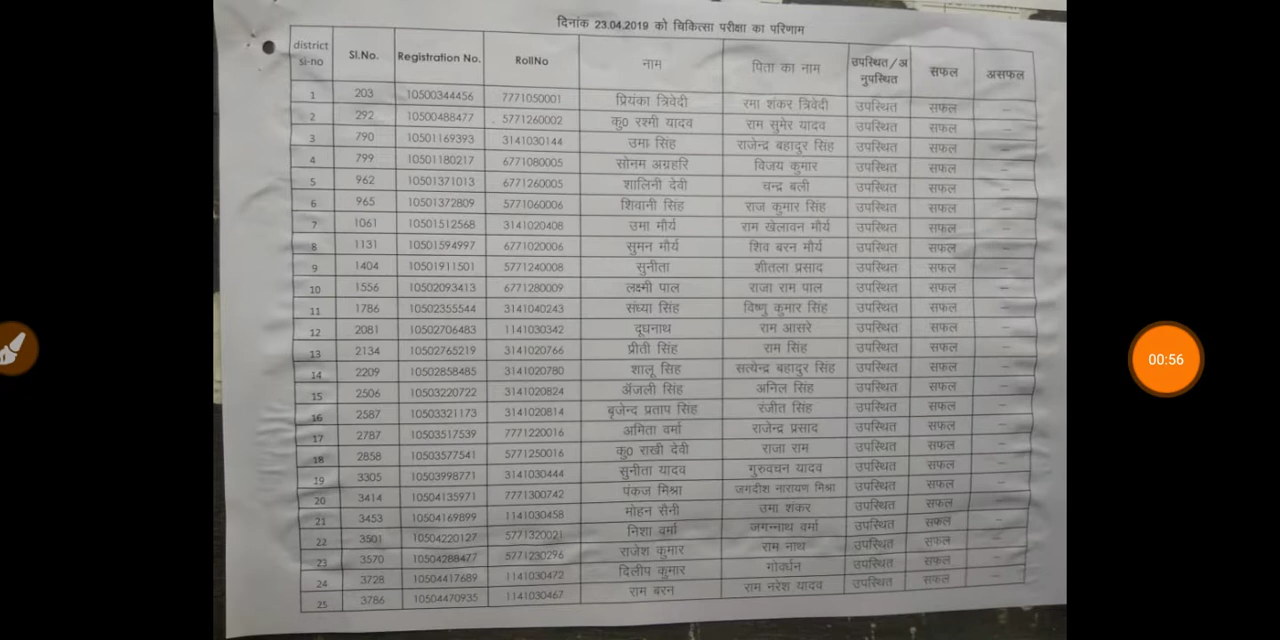 दिनांक 23.04.2019 को चिकित्सा परीक्षा का परिणाम
district sl-no Sl.No. Registration No. RollNo नाम पिता का नाम उपस्थित/अनुपस्थित सफल असफल
1 203 10500344456 7771050001 प्रियंका त्रिवेदी रमा शंकर त्रिवेदी उपस्थित सफल –
2 292 10500488477 5771260002 कु0 रश्मी यादव राम सुमेर यादव उपस्थित सफल –
3 790 10501169393 3141030144 उमा सिंह राजेन्द्र बहादुर सिंह उपस्थित सफल –
4 799 10501180217 6771080005 सोनम अग्रहरि विजय कुमार उपस्थित सफल –
5 962 10501371013 6771260005 शालिनी देवी चन्द्र बली उपस्थित सफल –
6 965 10501372809 5771060006 शिवानी सिंह राज कुमार सिंह उपस्थित सफल –
7 1061 10501512568 3141020408 उमा मौर्य राम खेलावन मौर्य उपस्थित सफल –
8 1131 10501594997 6771020006 सुमन मौर्य शिव बरन मौर्य उपस्थित सफल –
9 1404 10501911501 5771240008 सुनीता शीतला प्रसाद उपस्थित सफल –
10 1556 10502093413 6771280009 लक्ष्मी पाल राजा राम पाल उपस्थित सफल –
11 1786 10502355544 3141040243 संध्या सिंह विष्णु कुमार सिंह उपस्थित सफल –
12 2081 10502706483 1141030342 दूधनाथ राम आसरे उपस्थित सफल –
13 2134 10502765219 3141020766 प्रीती सिंह राम सिंह उपस्थित सफल –
14 2209 10502858485 3141020780 शालू सिंह सत्येन्द्र बहादुर सिंह उपस्थित सफल –
15 2506 10503220722 3141020824 अॅजली सिंह अनिल सिंह उपस्थित सफल –
16 2587 10503321173 3141020814 बृजेन्द प्रताप सिंह रंजीत सिंह उपस्थित सफल –
17 2787 10503517539 7771220016 अमिता वर्मा राजेन्द्र प्रसाद उपस्थित सफल –
18 2858 10503577541 5771250016 कु0 राखी देवी राजा राम उपस्थित सफल –
19 3305 10503998771 3141030444 सुनीता यादव गुरुवचन यादव उपस्थित सफल –
20 3414 10504135971 7771300742 पंकज मिश्रा जगदीश नारायण मिश्रा उपस्थित सफल –
21 3453 10504169899 1141030458 मोहन सैनी उमा शंकर उपस्थित सफल –
22 3501 10504220127 5771320021 निशा वर्मा जगन्नाथ वर्मा उपस्थित सफल –
23 3570 10504288477 5771230296 राजेश कुमार राम नाथ उपस्थित सफल –
24 3728 10504417689 1141030472 दिलीप कुमार गोवर्धन उपस्थित सफल –
25 3786 10504470935 1141030467 राम बरन राम नरेश यादव उपस्थित सफल –
00:56